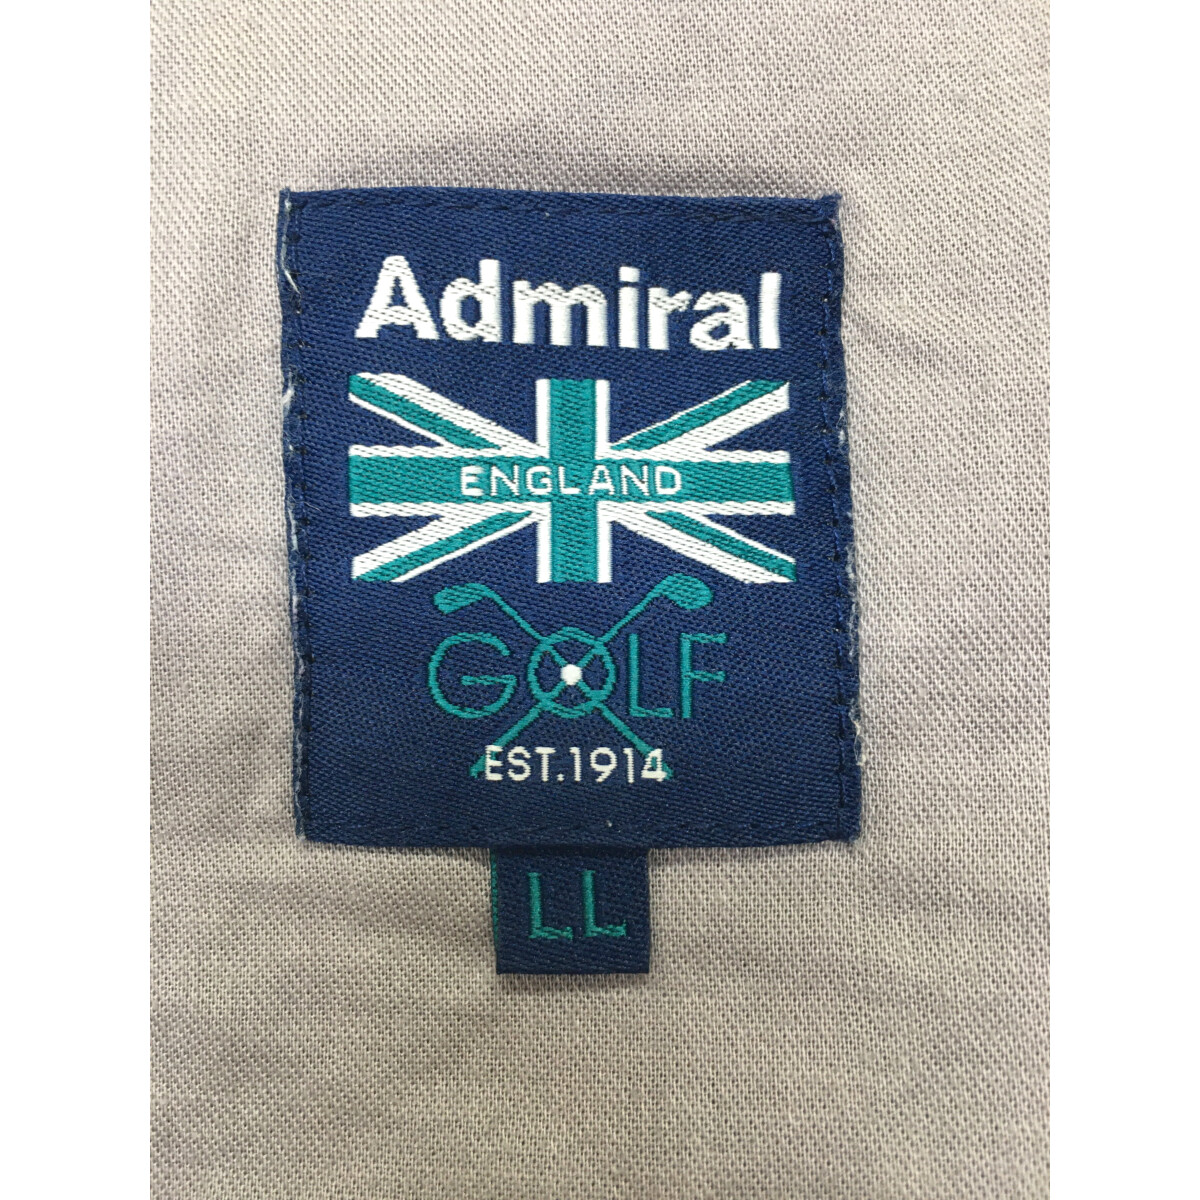 Admiral
ENGLAND
GOLF
EST.1914
LL